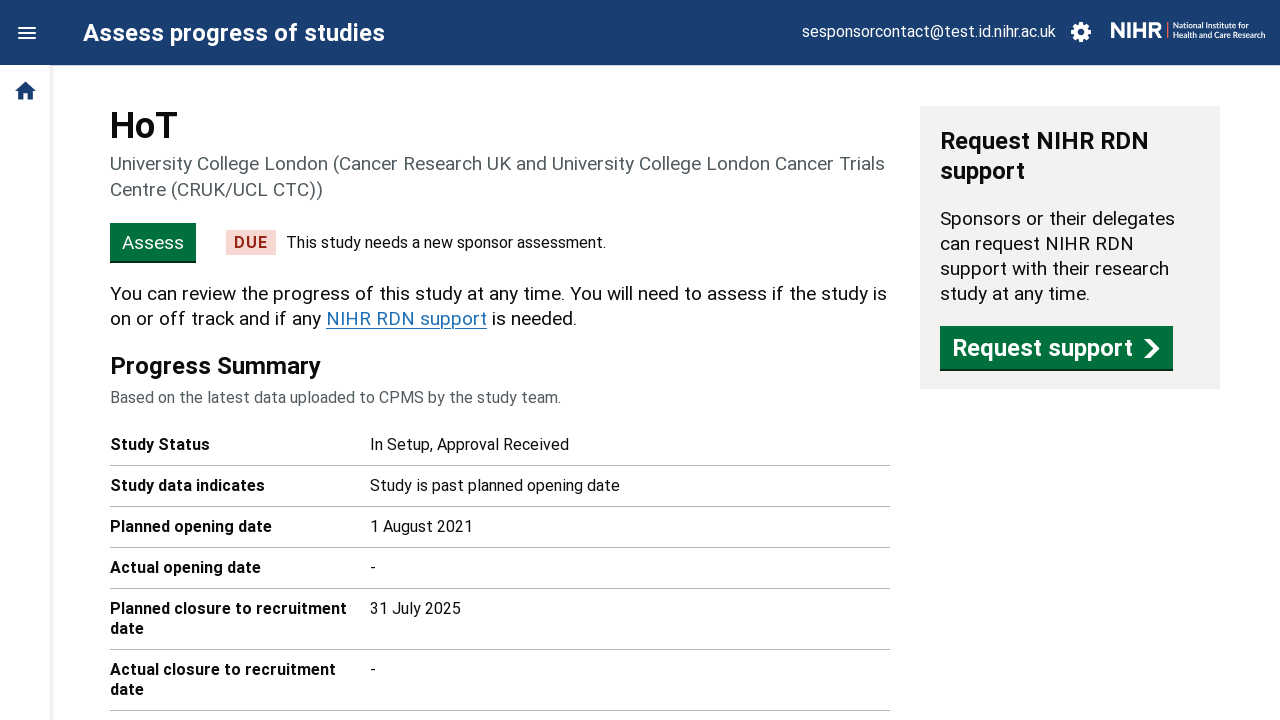 Assess progress of studies
sesponsorcontact@test.id.nihr.ac.uk
NIHR | National Institute for
Health and Care Research
HoT
University College London (Cancer Research UK and University College London Cancer Trials
Centre (CRUK/UCL CTC))
Assess
DUE
This study needs a new sponsor assessment.
You can review the progress of this study at any time. You will need to assess if the study is
on or off track and if any NIHR RDN support is needed.
Progress Summary
Based on the latest data uploaded to CPMS by the study team.
Study Status
In Setup, Approval Received
Study data indicates
Study is past planned opening date
Planned opening date
1 August 2021
Actual opening date
-
Planned closure to recruitment
date
31 July 2025
Actual closure to recruitment
date
-
Request NIHR RDN
support
Sponsors or their delegates
can request NIHR RDN
support with their research
study at any time.
Request support